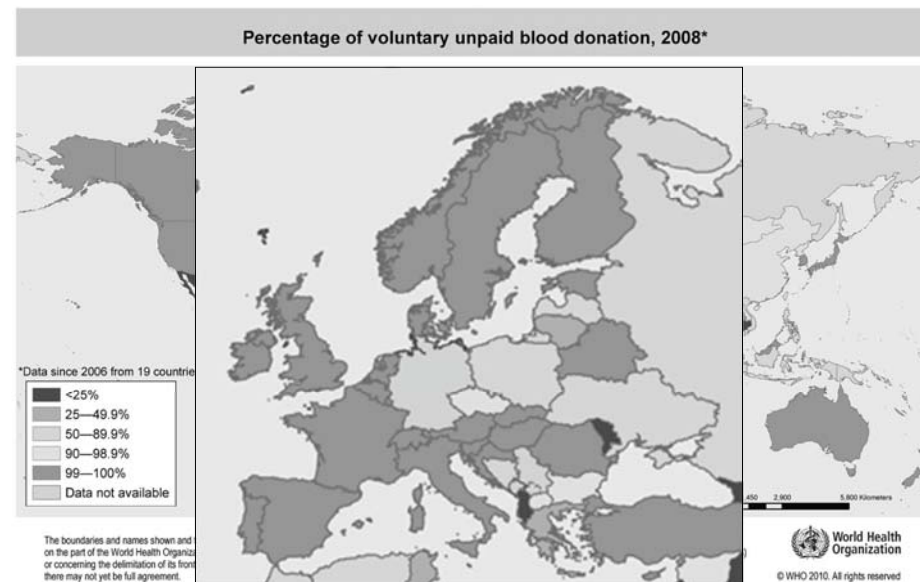 Percentage of voluntary unpaid blood donation, 2008*
*Data since 2006 from 19 countrie
<25%
25—49.9%
50—89.9%
90—98.9%
99—100%
Data not available
The boundaries and names shown and
on the part of the World Health Organiza
or concerning the delimitation of its front
there may not yet be full agreement.
,450 2,900 5,800 Kilometers
World Health
Organization
© WHO 2010. All rights reserved